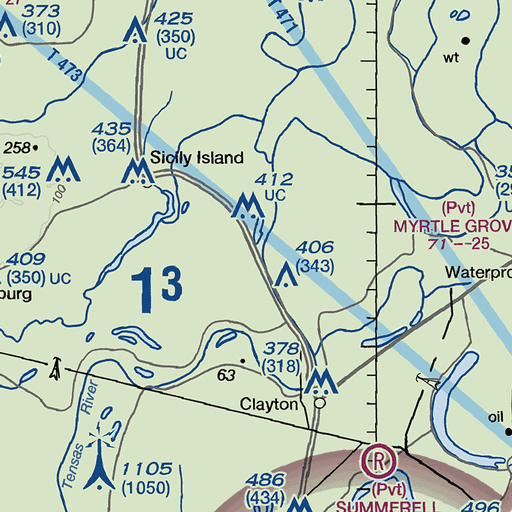 27
373
(310)
425
(350)
UC
T 471
T 473
wt
258
435
(364)
Sicily Island
545
(412)
100
412
UC
(Pvt)
MYRTLE GROV
71 - - 25
406
(343)
409
(350) UC
burg
13
Waterpro
378
(318)
63
Clayton
Tensas River
oil
1105
(1050)
R
(Pvt)
SUMMERELL
486
(434)
496